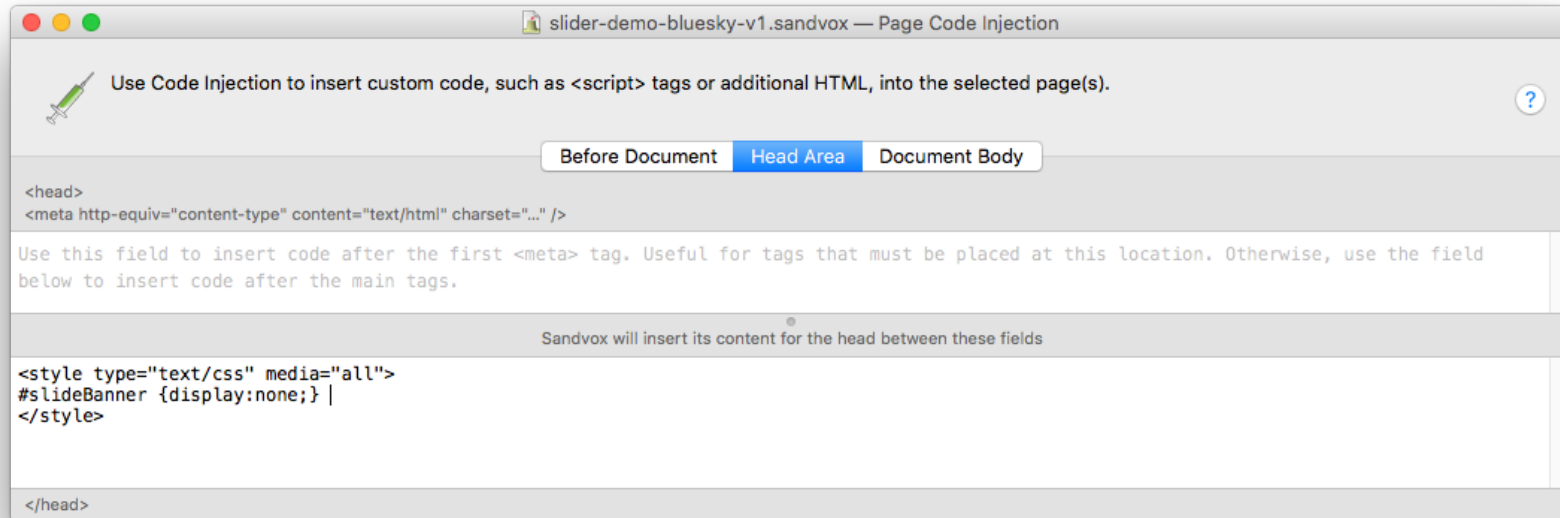 slider-demo-bluesky-v1.sandvox — Page Code Injection
Use Code Injection to insert custom code, such as <script> tags or additional HTML, into the selected page(s).
?
Before Document Head Area Document Body
<head>
<meta http-equiv="content-type" content="text/html" charset="..." />
Use this field to insert code after the first <meta> tag. Useful for tags that must be placed at this location. Otherwise, use the field
below to insert code after the main tags.
Sandvox will insert its content for the head between these fields
<style type="text/css" media="all">
#slideBanner {display:none;}
</style>
</head>